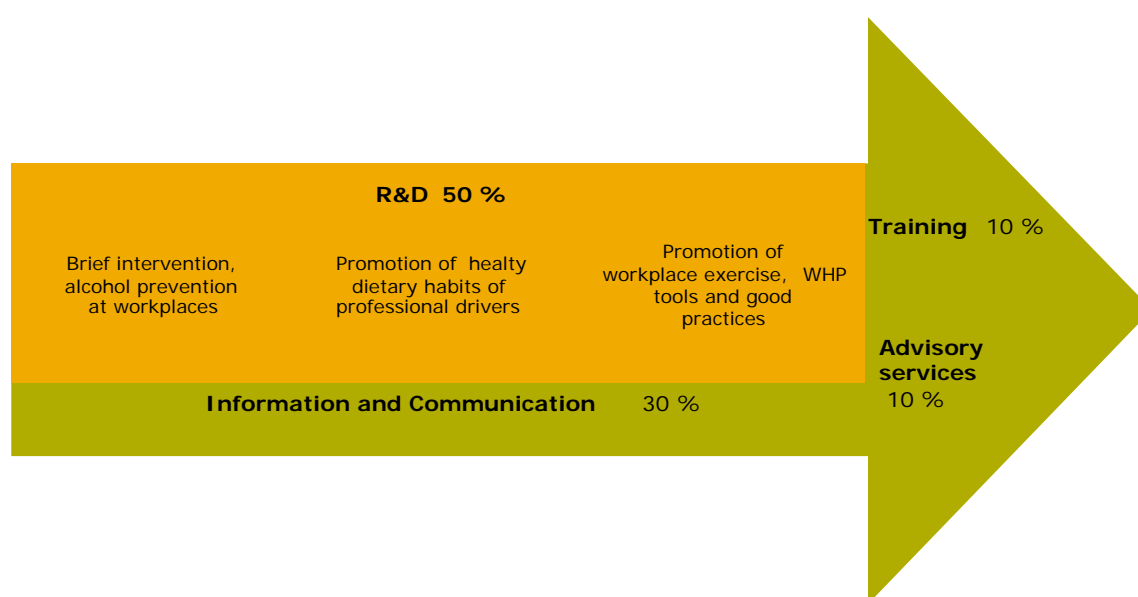 R&D 50 %
Brief intervention,
alcohol prevention
at workplaces
Promotion of healty
dietary habits of
professional drivers
Promotion of
workplace exercise, WHP
tools and good
practices
Information and Communication 30 %
Training 10 %
Advisory
services
10 %